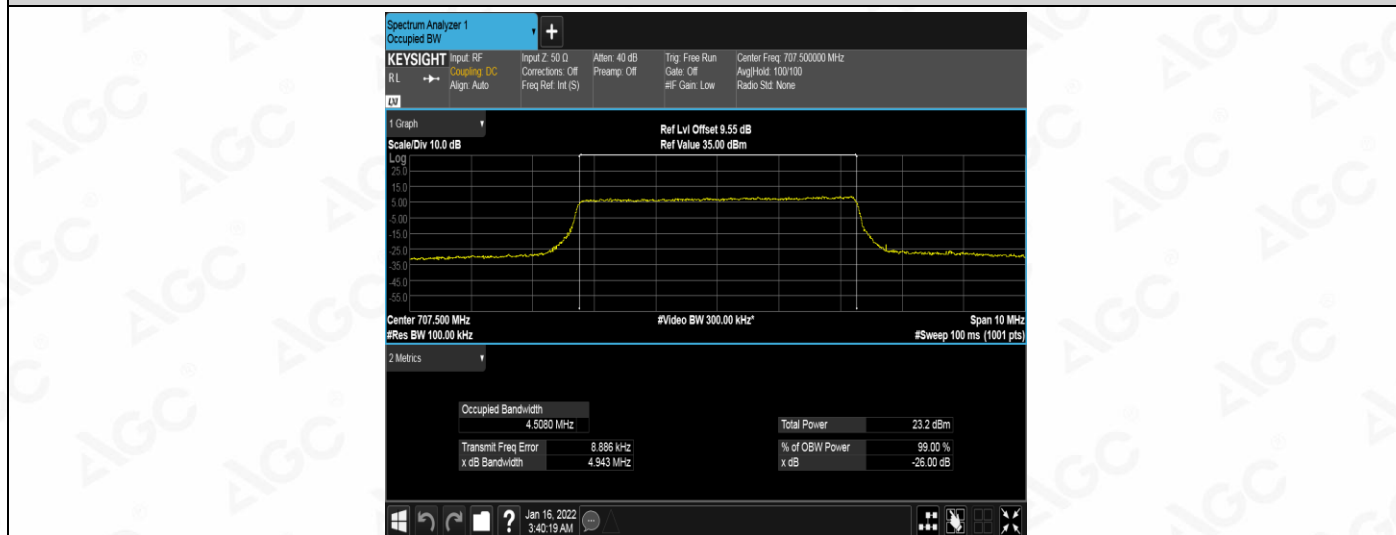 Spectrum Analyzer 1
Occupied BW
+
KEYSIGHT Input: RF Input Z: 50 Ω Atten: 40 dB Trig: Free Run Center Freq: 707.500000 MHz
RL Coupling: DC Corrections: Off Preamp: Off Gate: Off Avg|Hold: 100/100
Align: Auto Freq Ref: Int (S) #IF Gain: Low Radio Std: None
LXI
1 Graph Ref Lvl Offset 9.55 dB
Scale/Div 10.0 dB Ref Value 35.00 dBm
Log
25.0
15.0
5.00
-5.00
-15.0
-25.0
-35.0
-45.0
-55.0
Center 707.500 MHz #Video BW 300.00 kHz* Span 10 MHz
#Res BW 100.00 kHz #Sweep 100 ms (1001 pts)
2 Metrics
Occupied Bandwidth
4.5080 MHz Total Power 23.2 dBm
Transmit Freq Error 8.886 kHz % of OBW Power 99.00 %
x dB Bandwidth 4.943 MHz x dB -26.00 dB
? Jan 16, 2022
3:40:19 AM
AGC